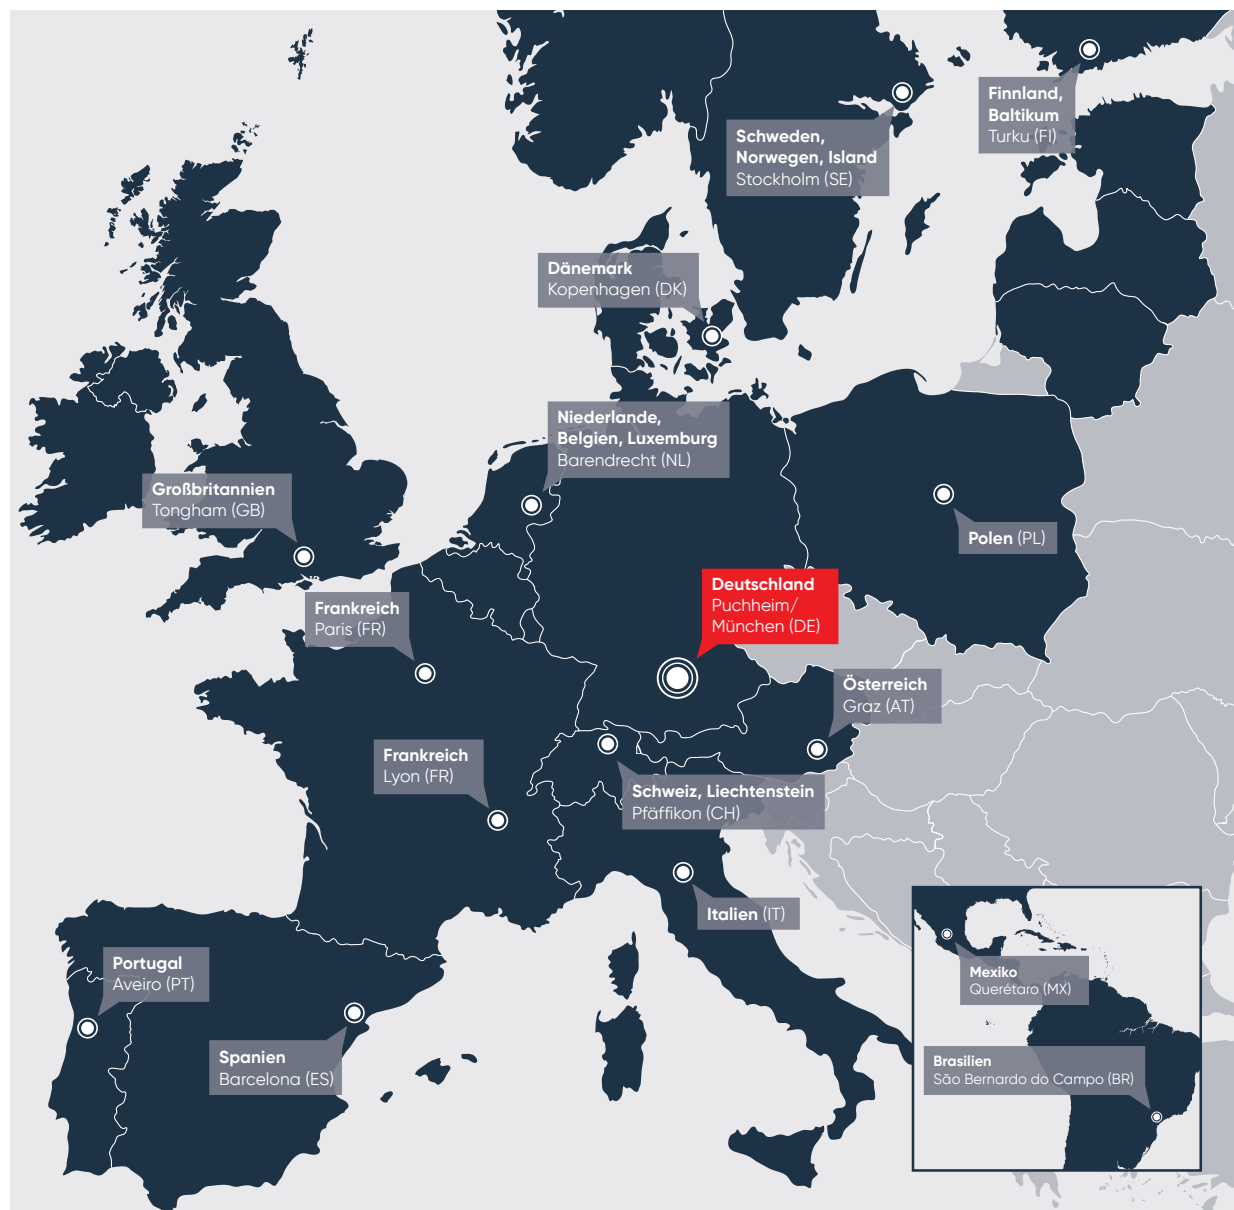 Finnland,
Baltikum
Turku (FI)
Schweden,
Norwegen, Island
Stockholm (SE)
Dänemark
Kopenhagen (DK)
Niederlande,
Belgien, Luxemburg
Barendrecht (NL)
Großbritannien
Tongham (GB)
Polen (PL)
Deutschland
Puchheim/
München (DE)
Frankreich
Paris (FR)
Österreich
Graz (AT)
Frankreich
Lyon (FR)
Schweiz, Liechtenstein
Pfäffikon (CH)
Italien (IT)
Portugal
Aveiro (PT)
Mexiko
Querétaro (MX)
Spanien
Barcelona (ES)
Brasilien
São Bernardo do Campo (BR)